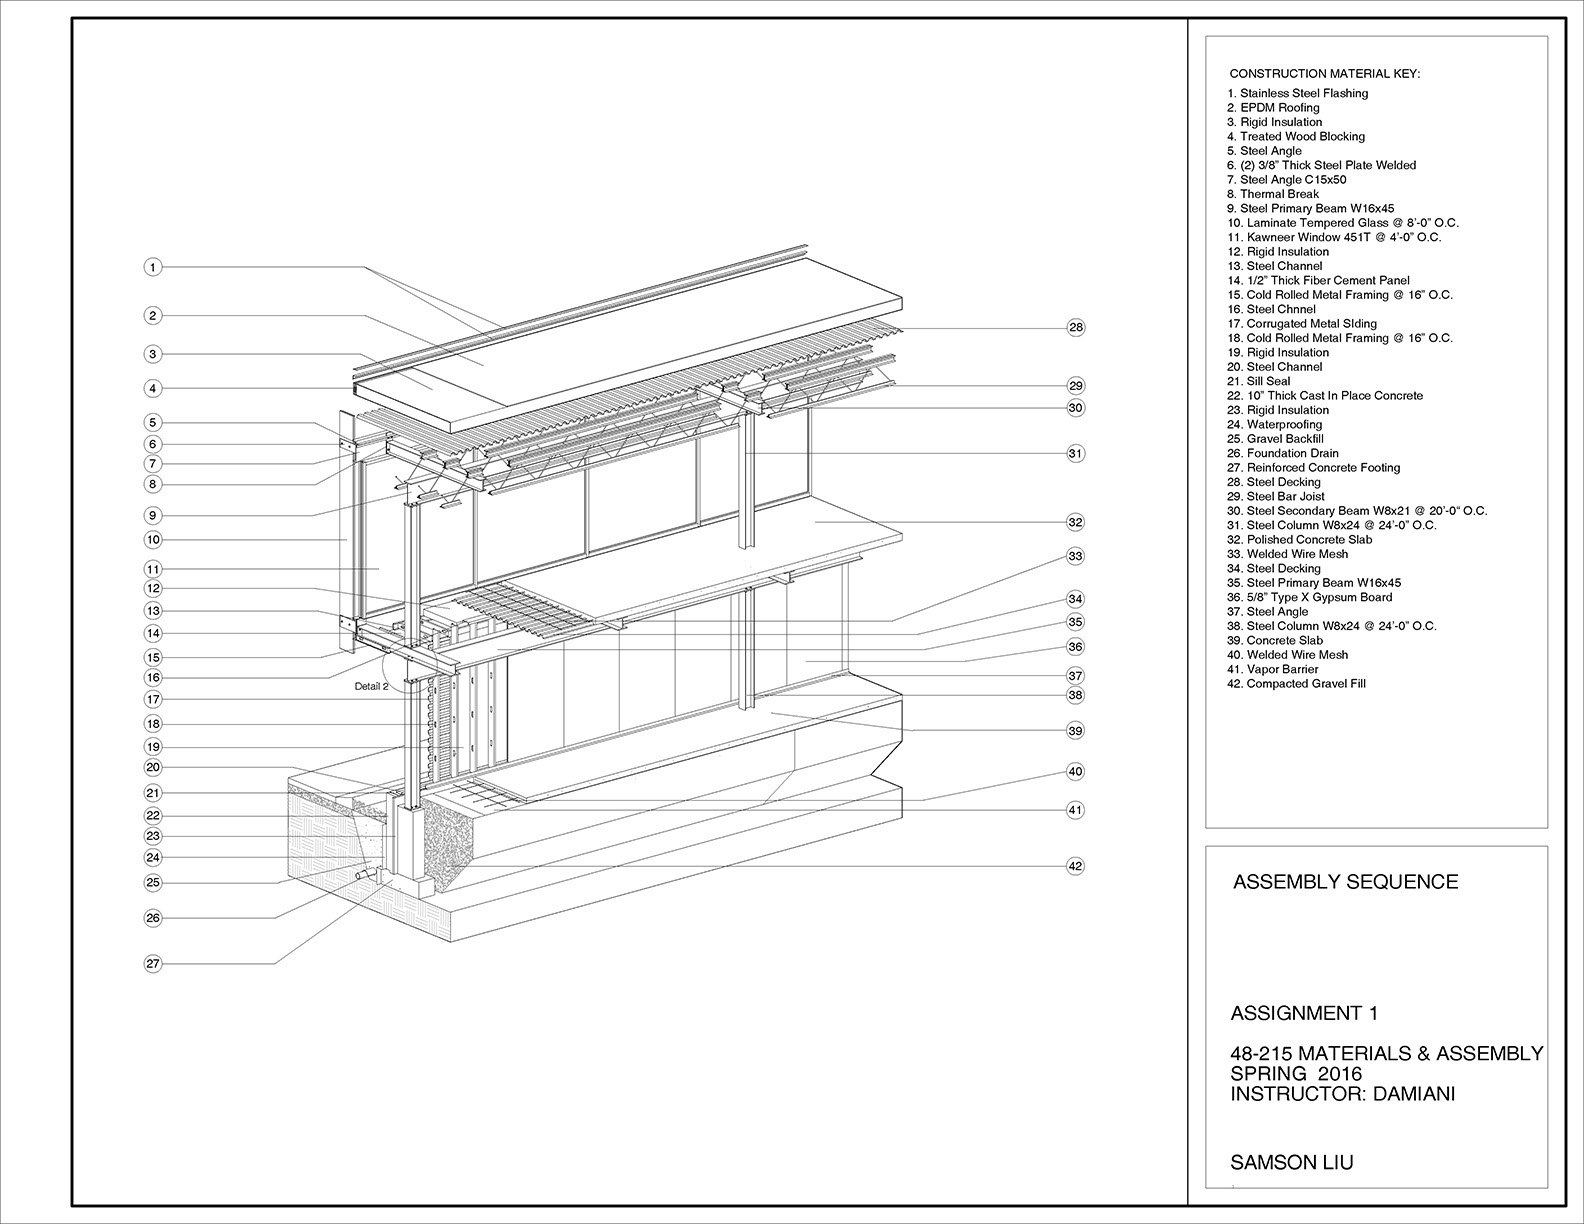 1
2
3
4
5
6
7
8
9
10
11
12
13
14
15
16
17
18
19
20
21
22
23
24
25
26
27
28
29
30
31
32
33
34
35
36
37
38
39
40
41
42
Detail 2
CONSTRUCTION MATERIAL KEY:
1. Stainless Steel Flashing
2. EPDM Roofing
3. Rigid Insulation
4. Treated Wood Blocking
5. Steel Angle
6. (2) 3/8" Thick Steel Plate Welded
7. Steel Angle C15x50
8. Thermal Break
9. Steel Primary Beam W16x45
10. Laminate Tempered Glass @ 8'-0" O.C.
11. Kawneer Window 451T @ 4'-0" O.C.
12. Rigid Insulation
13. Steel Channel
14. 1/2" Thick Fiber Cement Panel
15. Cold Rolled Metal Framing @ 16" O.C.
16. Steel Chnnel
17. Corrugated Metal SIding
18. Cold Rolled Metal Framing @ 16" O.C.
19. Rigid Insulation
20. Steel Channel
21. Sill Seal
22. 10" Thick Cast In Place Concrete
23. Rigid Insulation
24. Waterproofing
25. Gravel Backfill
26. Foundation Drain
27. Reinforced Concrete Footing
28. Steel Decking
29. Steel Bar Joist
30. Steel Secondary Beam W8x21 @ 20'-0" O.C.
31. Steel Column W8x24 @ 24'-0" O.C.
32. Polished Concrete Slab
33. Welded Wire Mesh
34. Steel Decking
35. Steel Primary Beam W16x45
36. 5/8" Type X Gypsum Board
37. Steel Angle
38. Steel Column W8x24 @ 24'-0" O.C.
39. Concrete Slab
40. Welded Wire Mesh
41. Vapor Barrier
42. Compacted Gravel Fill
ASSEMBLY SEQUENCE
ASSIGNMENT 1
48-215 MATERIALS & ASSEMBLY
SPRING 2016
INSTRUCTOR: DAMIANI
SAMSON LIU